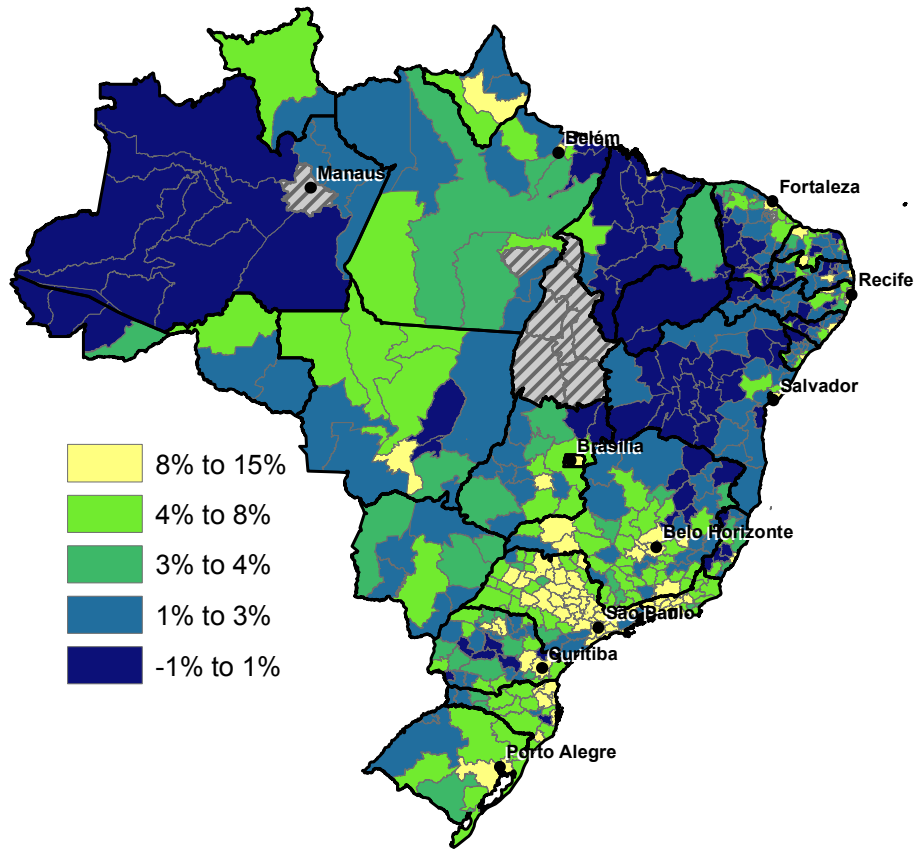 Belém
Manaus
Fortaleza
Recife
Salvador
Brasília
8% to 15%
4% to 8%
Belo Horizonte
3% to 4%
1% to 3%
São Paulo
Curitiba
-1% to 1%
Porto Alegre